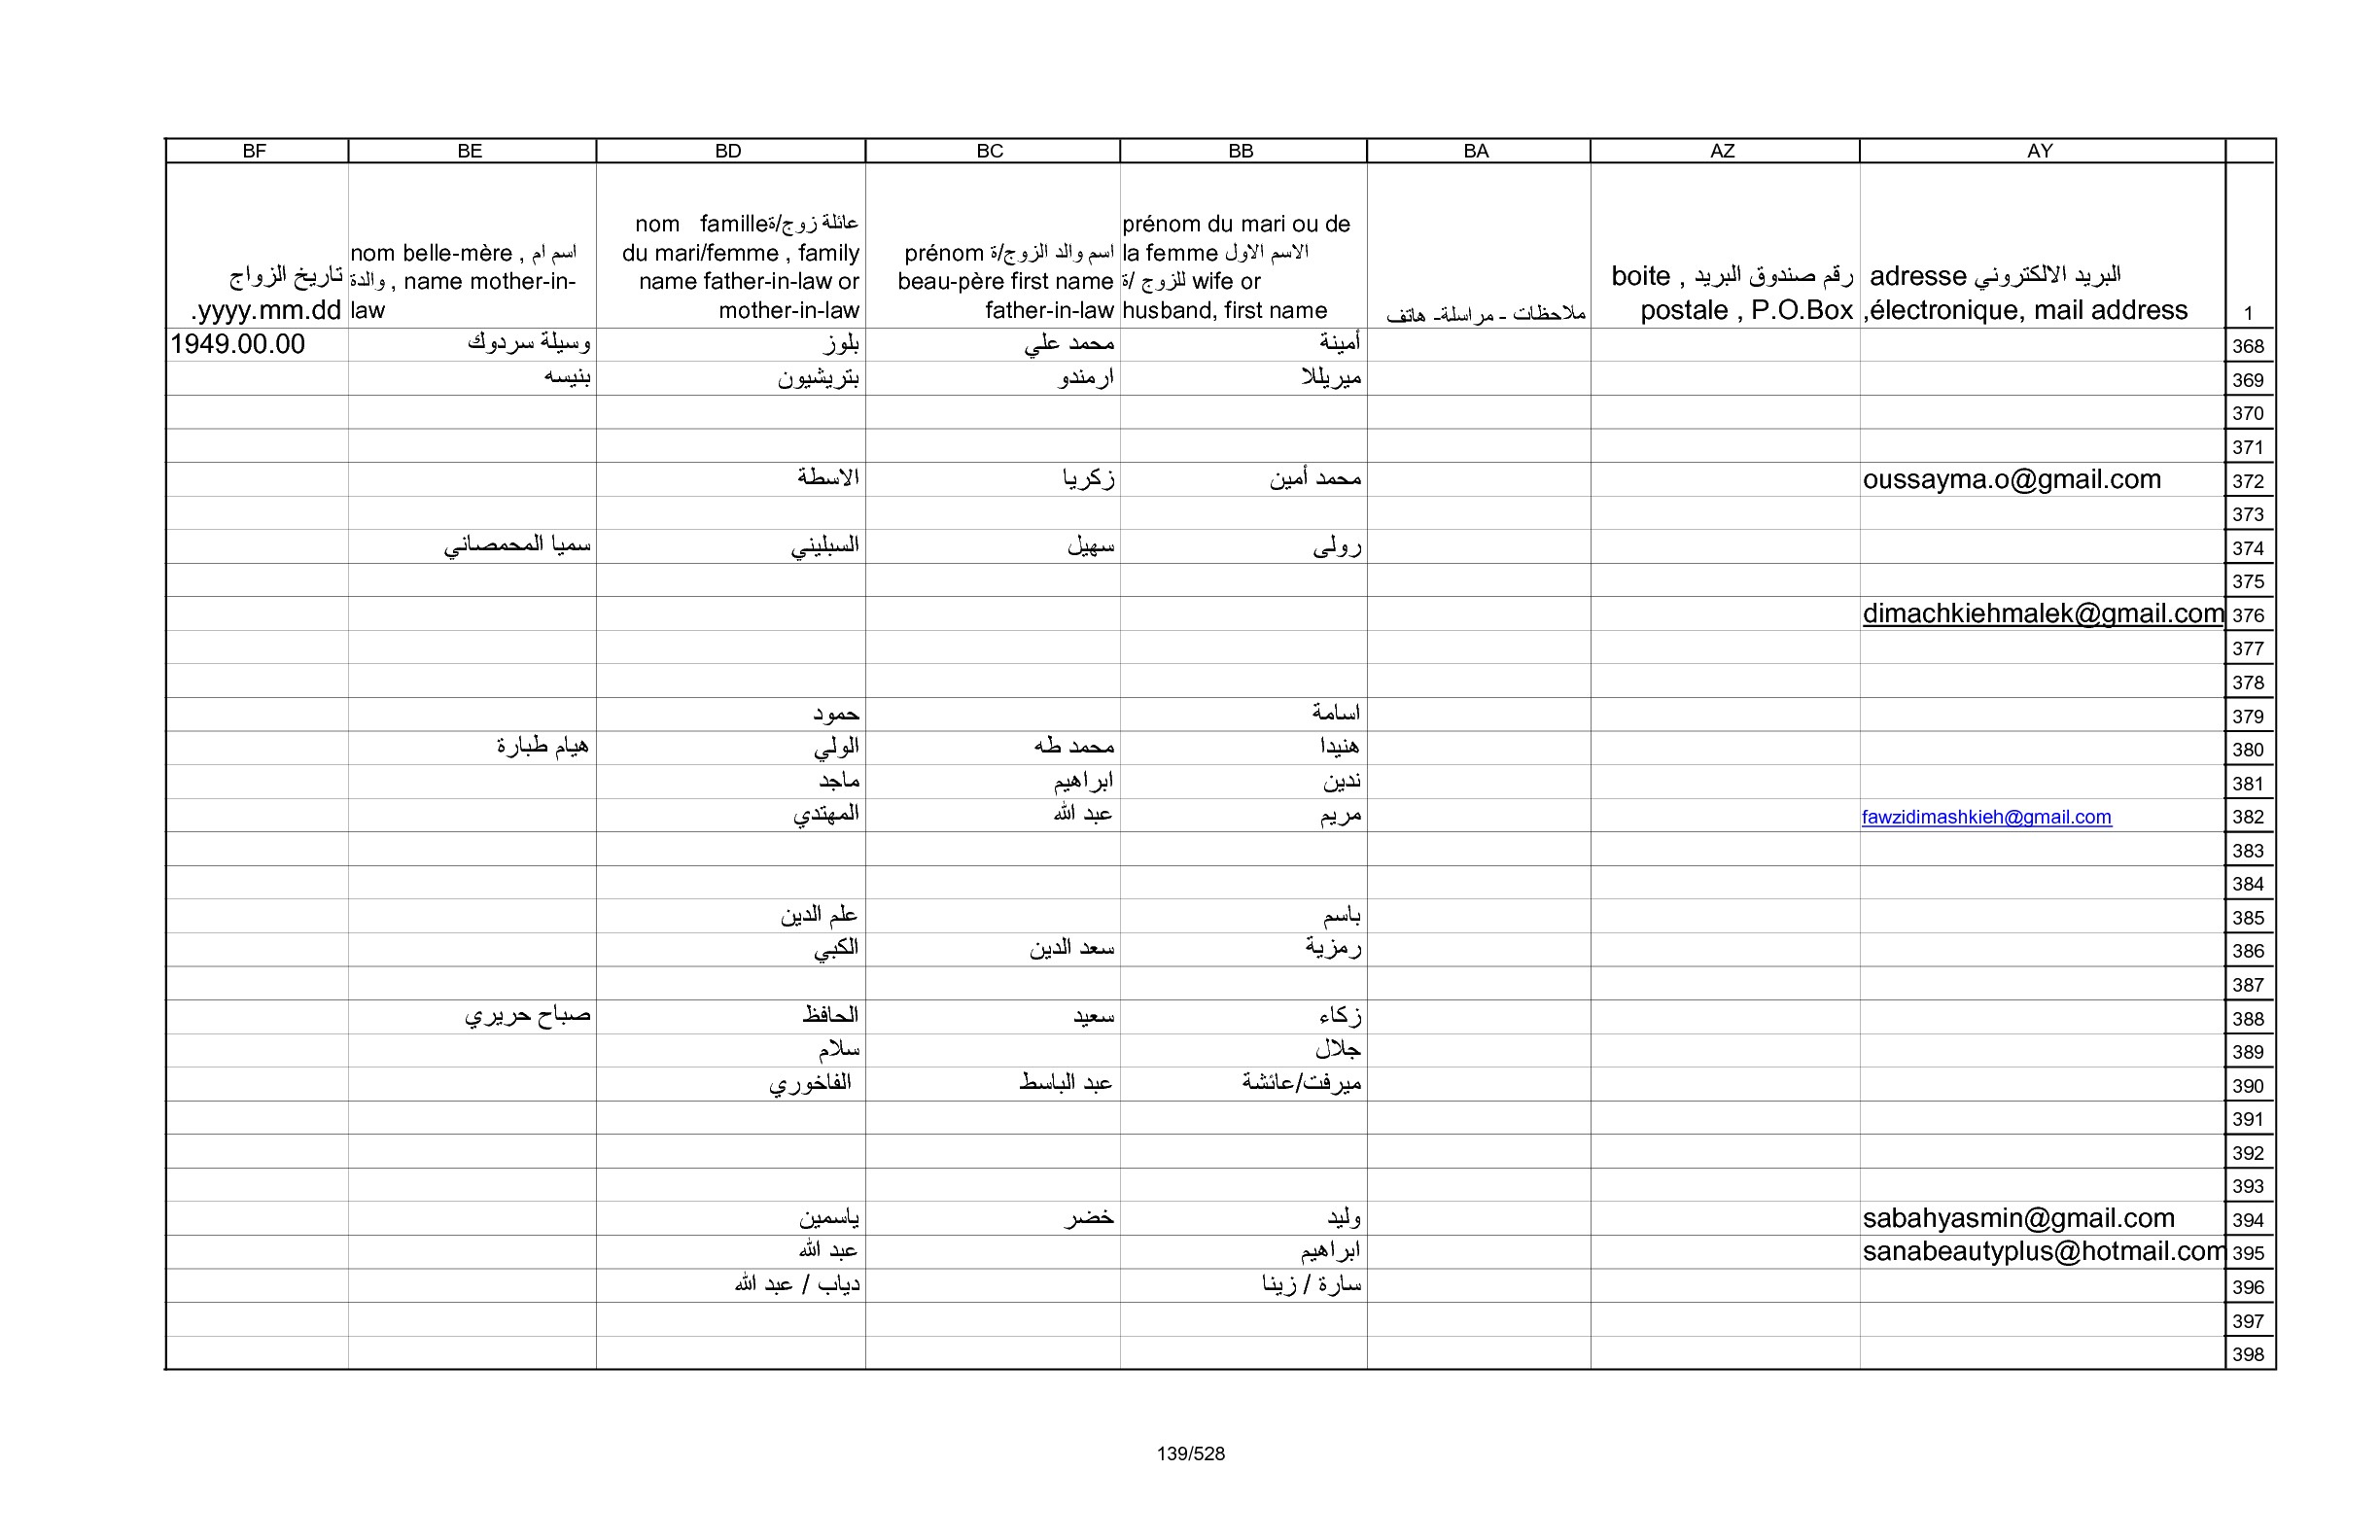 BF BE BD BC BB BA AZ AY
تاريخ الزواج
yyyy.mm.dd.
nom belle-mère , اسم ام
والدة , name mother-in-
law
nom famille عائلة زوج/ة
du mari/femme , family
name father-in-law or
mother-in-law
prénom اسم والد الزوج/ة
beau-père first name
father-in-law
prénom du mari ou de
la femme الاسم الاول
للزوج /ة wife or
husband, first name
ملاحظات - مراسلة- هاتف
boite , رقم صندوق البريد
postale , P.O.Box
adresse البريد الالكتروني
,électronique, mail address
1
1949.00.00 وسيلة سردوك بلوز محمد علي أمينة 368
بنيسه بتريشيون ارمندو ميريللا 369
370
371
الاسطة زكريا محمد أمين oussayma.o@gmail.com 372
373
سميا المحمصاني السبليني سهيل رولى 374
375
dimachkiehmalek@gmail.com 376
377
378
حمود اسامة 379
هيام طبارة الولي محمد طه هنيدا 380
ماجد ابراهيم ندين 381
المهتدي عبد الله مريم fawzidimashkieh@gmail.com 382
383
384
علم الدين باسم 385
الكبي سعد الدين رمزية 386
387
صباح حريري الحافظ سعيد زكاء 388
سلام جلال 389
الفاخوري عبد الباسط ميرفت/عائشة 390
391
392
393
ياسمين خضر وليد sabahyasmin@gmail.com 394
عبد الله ابراهيم sanabeautyplus@hotmail.com 395
دياب / عبد الله سارة / زينا 396
397
398
139/528